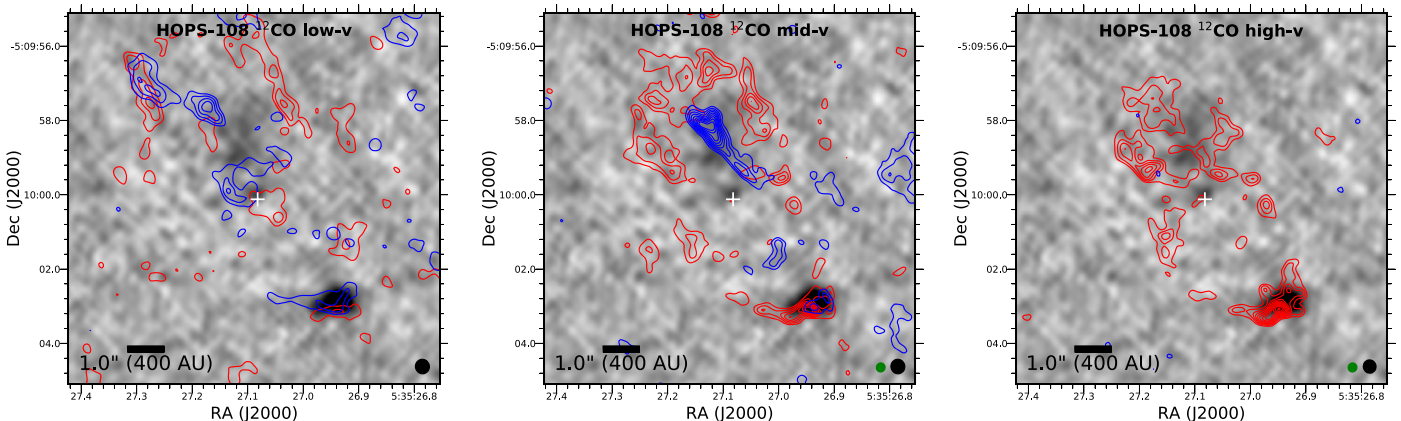 HOPS-108 ¹²CO low-v
-5:09:56.0
58.0
10:00.0
02.0
04.0
Dec (J2000)
1.0" (400 AU)
27.4 27.3 27.2 27.1 27.0 5:35:26.8
RA (J2000)
HOPS-108 ¹²CO mid-v
-5:09:56.0
58.0
10:00.0
02.0
04.0
Dec (J2000)
1.0" (400 AU)
27.4 27.3 27.2 27.1 27.0 26.9 5:35:26.8
RA (J2000)
HOPS-108 ¹²CO high-v
-5:09:56.0
58.0
10:00.0
02.0
04.0
Dec (J2000)
1.0" (400 AU)
27.4 27.3 27.2 27.1 27.0 26.9 5:35:26.8
RA (J2000)